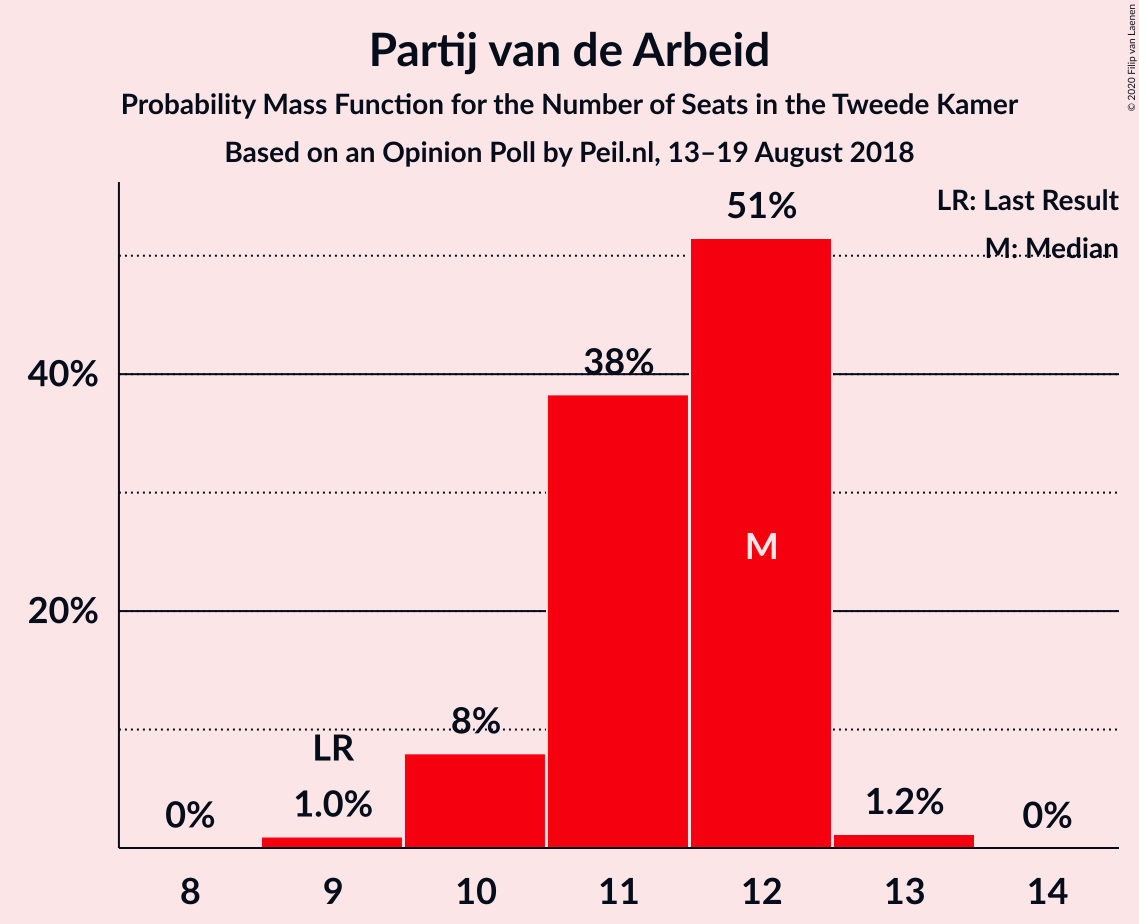 Partij van de Arbeid
Probability Mass Function for the Number of Seats in the Tweede Kamer
Based on an Opinion Poll by Peil.nl, 13–19 August 2018
© 2020 Filip van Laenen
LR: Last Result
M: Median
51%
40%
38%
M
20%
8%
LR
0%
1.0%
1.2%
0%
8
9
10
11
12
13
14